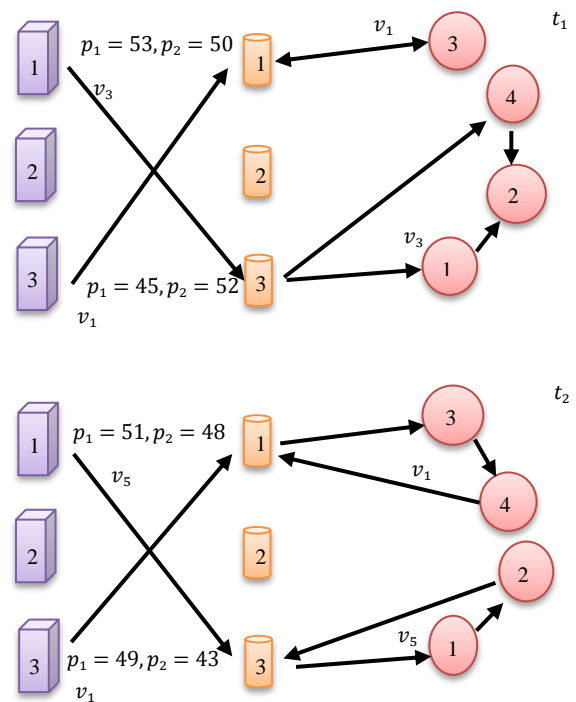 t₁
p₁ = 53, p₂ = 50
v₁
1
1
3
v₃
4
2
2
2
3
v₃
1
3
p₁ = 45, p₂ = 52
v₁
t₂
p₁ = 51, p₂ = 48
1
1
3
v₅
v₁
4
2
2
2
3
v₅
1
3
p₁ = 49, p₂ = 43
v₁